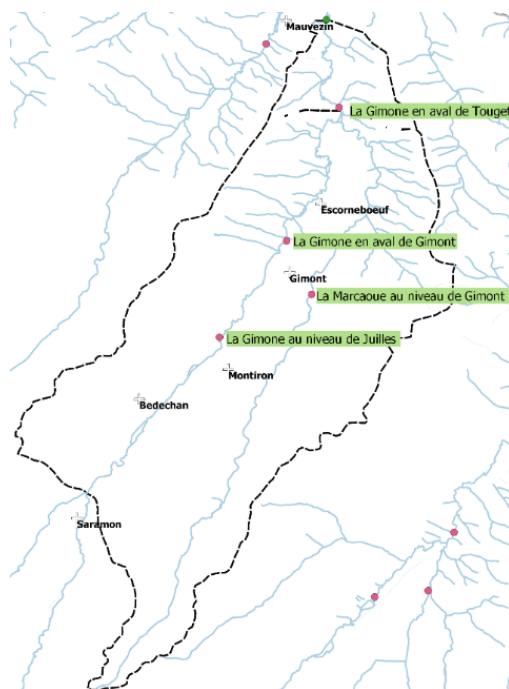 Mauvezin
La Gimone en aval de Touget
Escorneboeuf
La Gimone en aval de Gimont
Gimont
La Marcaoue au niveau de Gimont
La Gimone au niveau de Juilles
Montiron
Bedechan
Saramon